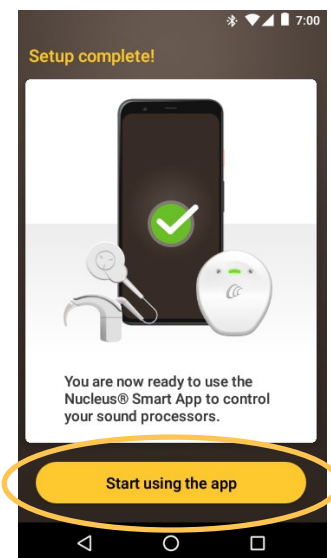 7:00
Setup complete!
You are now ready to use the
Nucleus® Smart App to control
your sound processors.
Start using the app